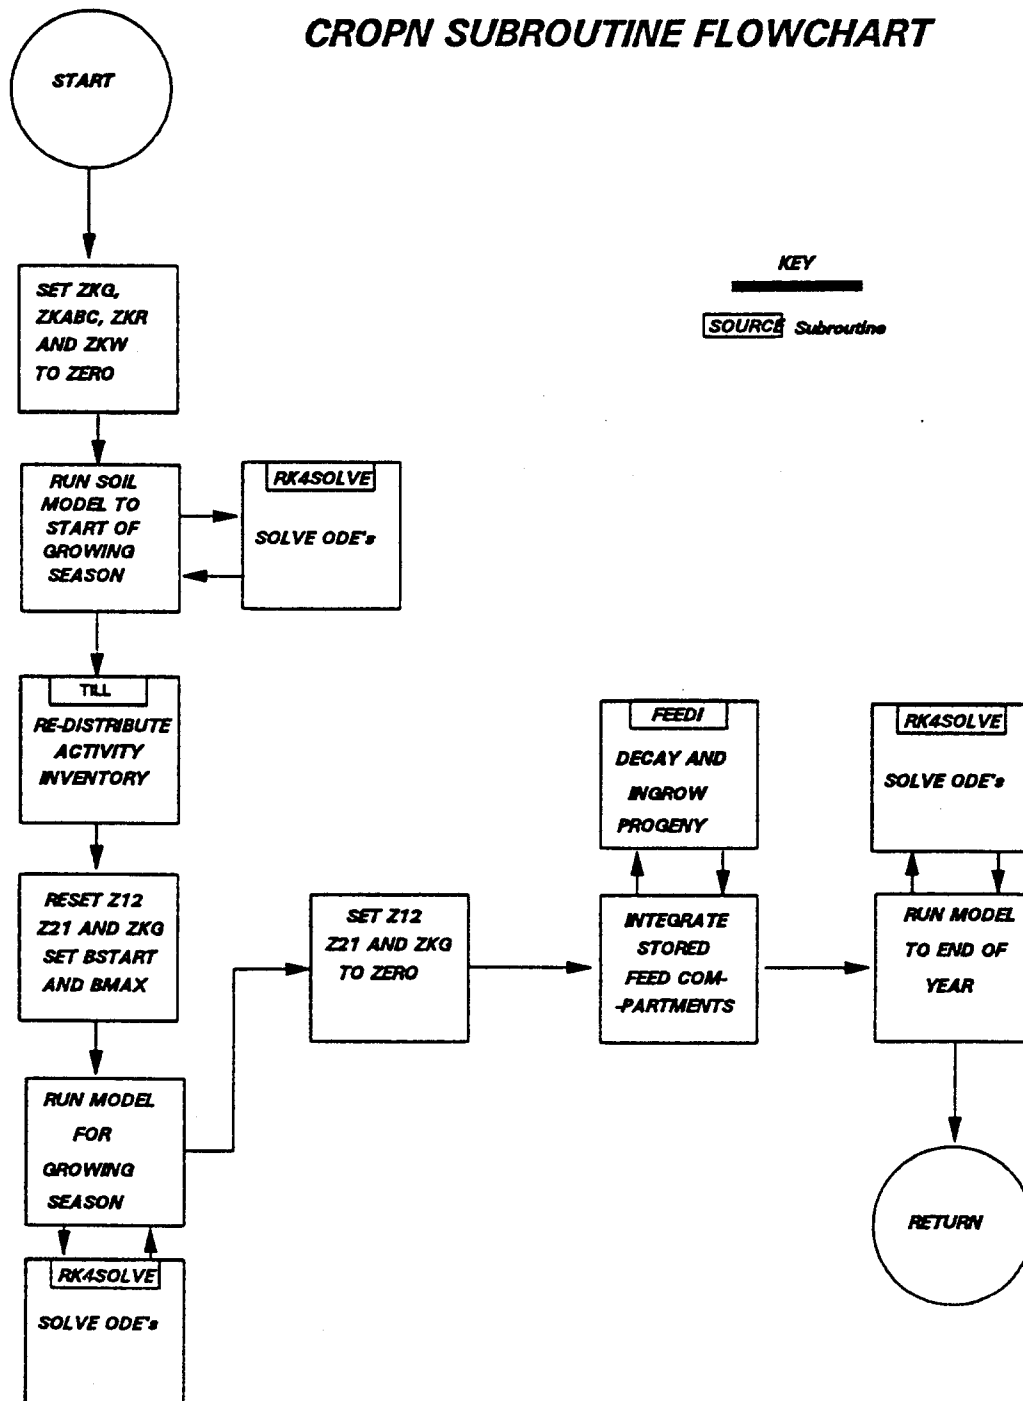 CROPN SUBROUTINE FLOWCHART
START
KEY
SOURCE Subroutine
SET ZKG,
ZKABC, ZKR
AND ZKW
TO ZERO
RUN SOIL
MODEL TO
START OF
GROWING
SEASON
RK4SOLVE
SOLVE ODE's
TILL
RE-DISTRIBUTE
ACTIVITY
INVENTORY
RESET Z12
Z21 AND ZKG
SET BSTART
AND BMAX
RUN MODEL
FOR
GROWING
SEASON
RK4SOLVE
SOLVE ODE's
SET Z12
Z21 AND ZKG
TO ZERO
FEEDI
DECAY AND
INGROW
PROGENY
INTEGRATE
STORED
FEED COM-
-PARTMENTS
RK4SOLVE
SOLVE ODE's
RUN MODEL
TO END OF
YEAR
RETURN